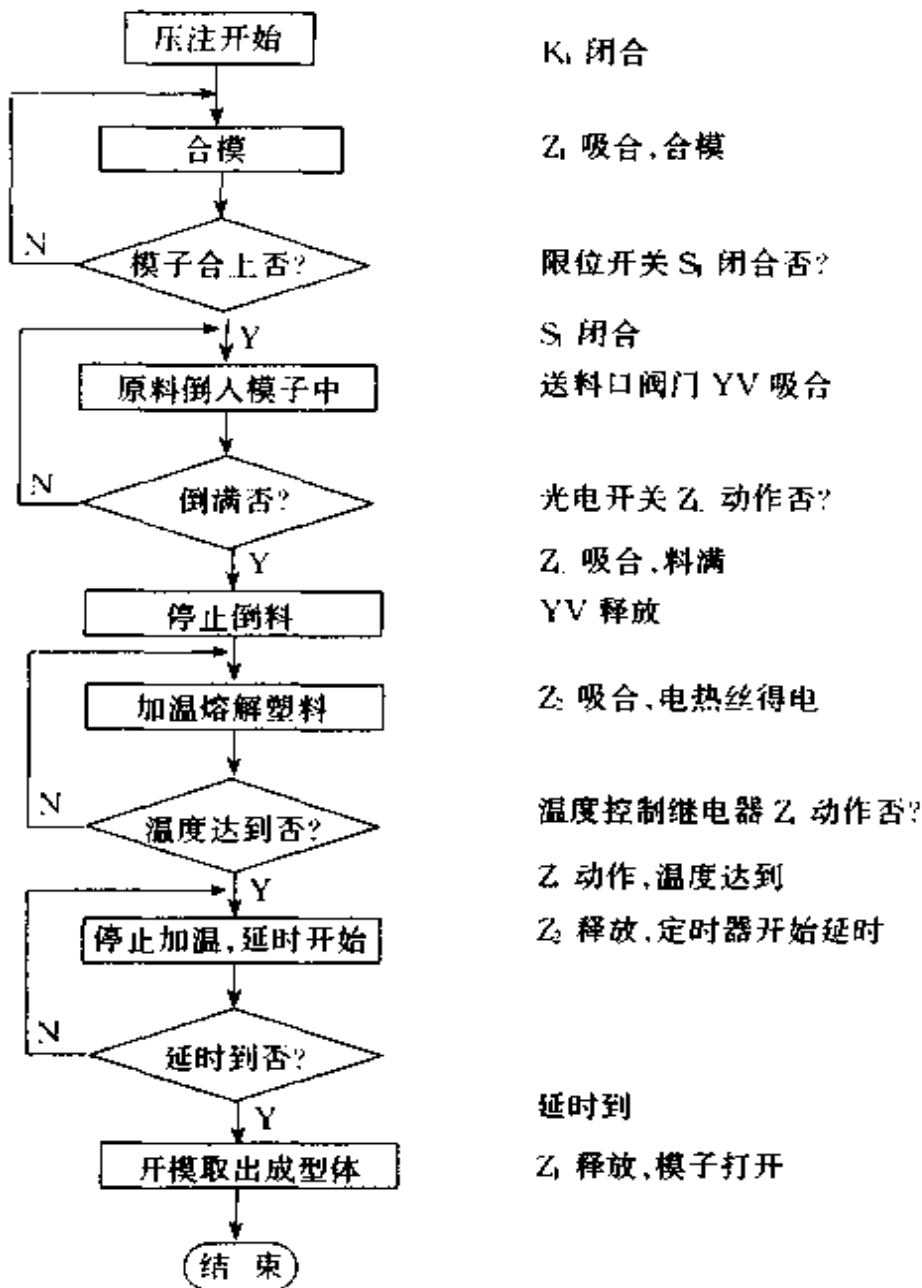 压注开始
K₁ 闭合
合模
Z₁ 吸合,合模
N
模子合上否?
限位开关 S₁ 闭合否?
Y
S₁ 闭合
原料倒入模子中
送料口阀门 YV 吸合
N
倒满否?
光电开关 Z 动作否?
Y
Z 吸合,料满
停止倒料
YV 释放
加温熔解塑料
Z₂ 吸合,电热丝得电
N
温度达到否?
温度控制继电器 Z 动作否?
Y
Z 动作,温度达到
停止加温,延时开始
Z₂ 释放,定时器开始延时
N
延时到否?
Y
延时到
开模取出成型体
Z₁ 释放,模子打开
结 束